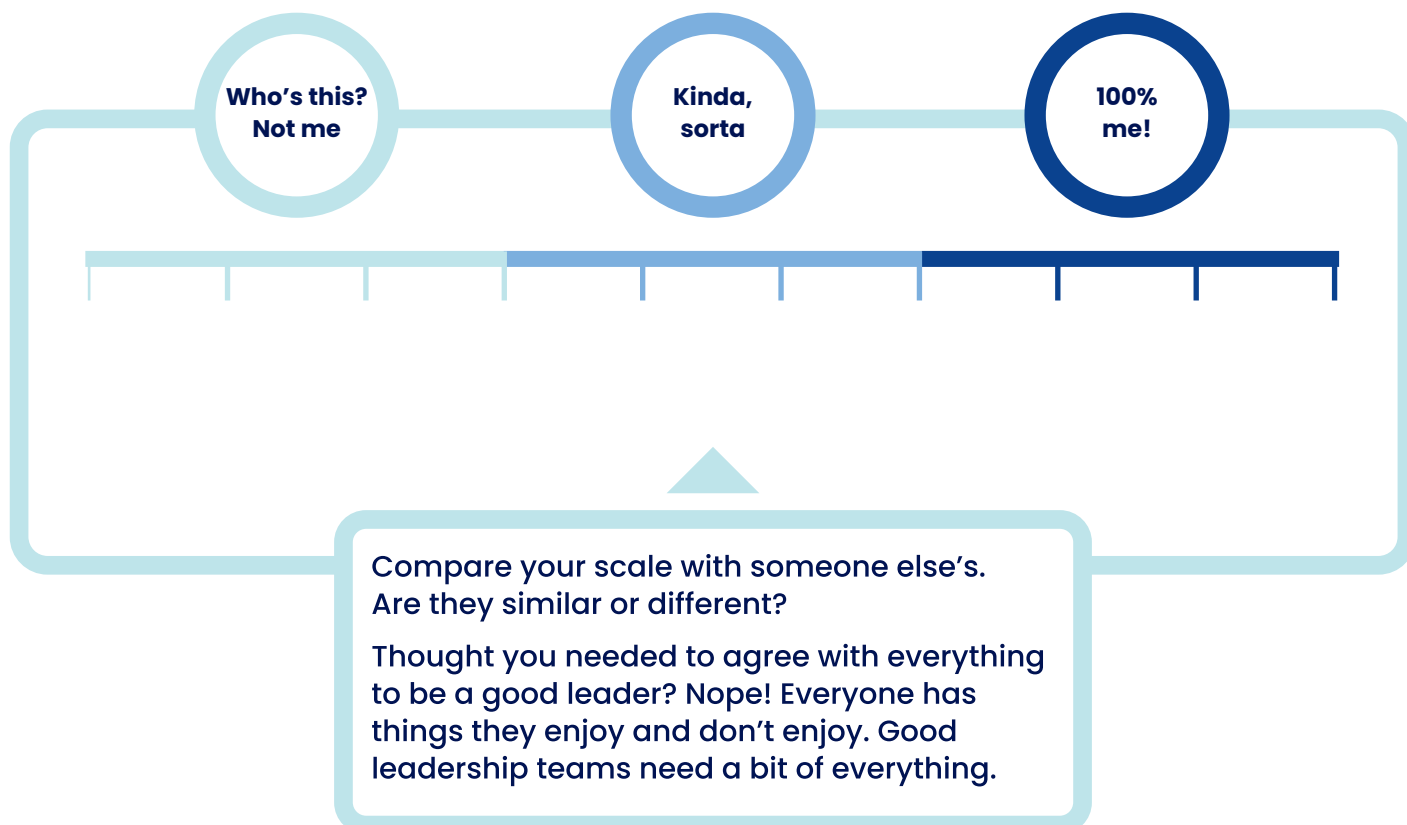 Who’s this?
Not me
Kinda,
sorta
100%
me!
Compare your scale with someone else’s.
Are they similar or different?
Thought you needed to agree with everything
to be a good leader? Nope! Everyone has
things they enjoy and don’t enjoy. Good
leadership teams need a bit of everything.